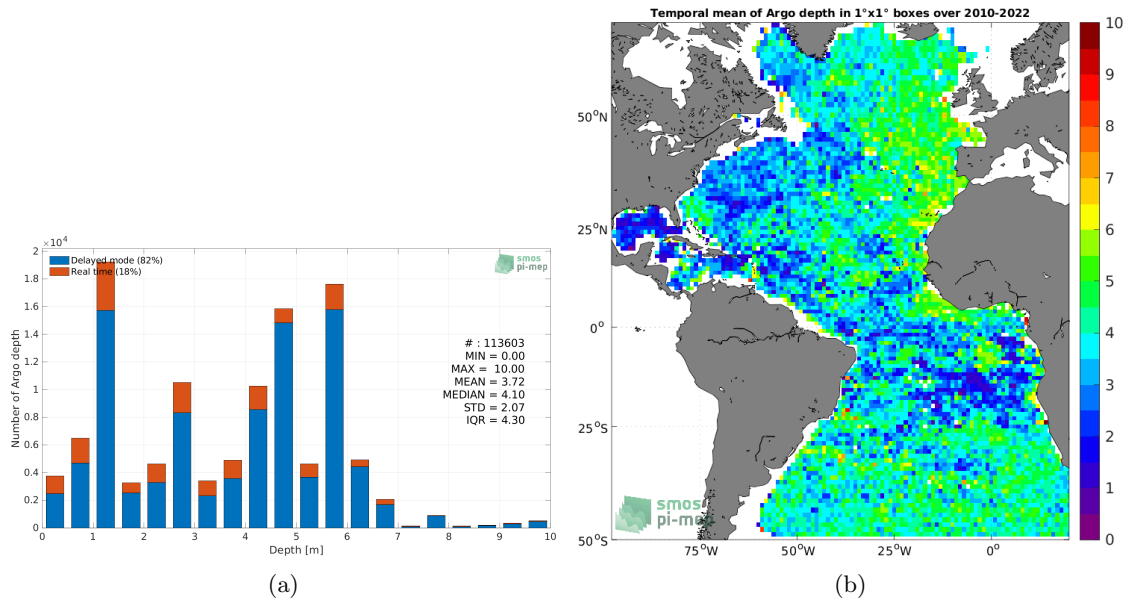 ×10⁴
2
1.8
1.6
1.4
1.2
1
0.8
0.6
0.4
0.2
0
Number of Argo depth
Delayed mode (82%)
Real time (18%)
smos
pi-mep
# : 113603
MIN = 0.00
MAX = 10.00
MEAN = 3.72
MEDIAN = 4.10
STD = 2.07
IQR = 4.30
0 1 2 3 4 5 6 7 8 9 10
Depth [m]
(a)
Temporal mean of Argo depth in 1°x1° boxes over 2010-2022
50°N
25°N
0°
25°S
50°S
75°W 50°W 25°W 0°
smos
pi-mep
10
9
8
7
6
5
4
3
2
1
0
(b)